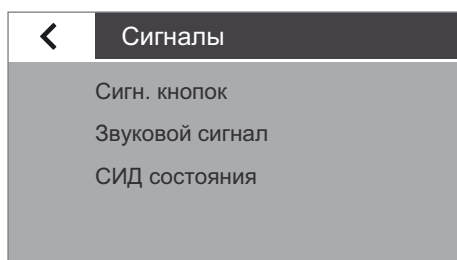 Сигналы
Сигн. кнопок
Звуковой сигнал
СИД состояния